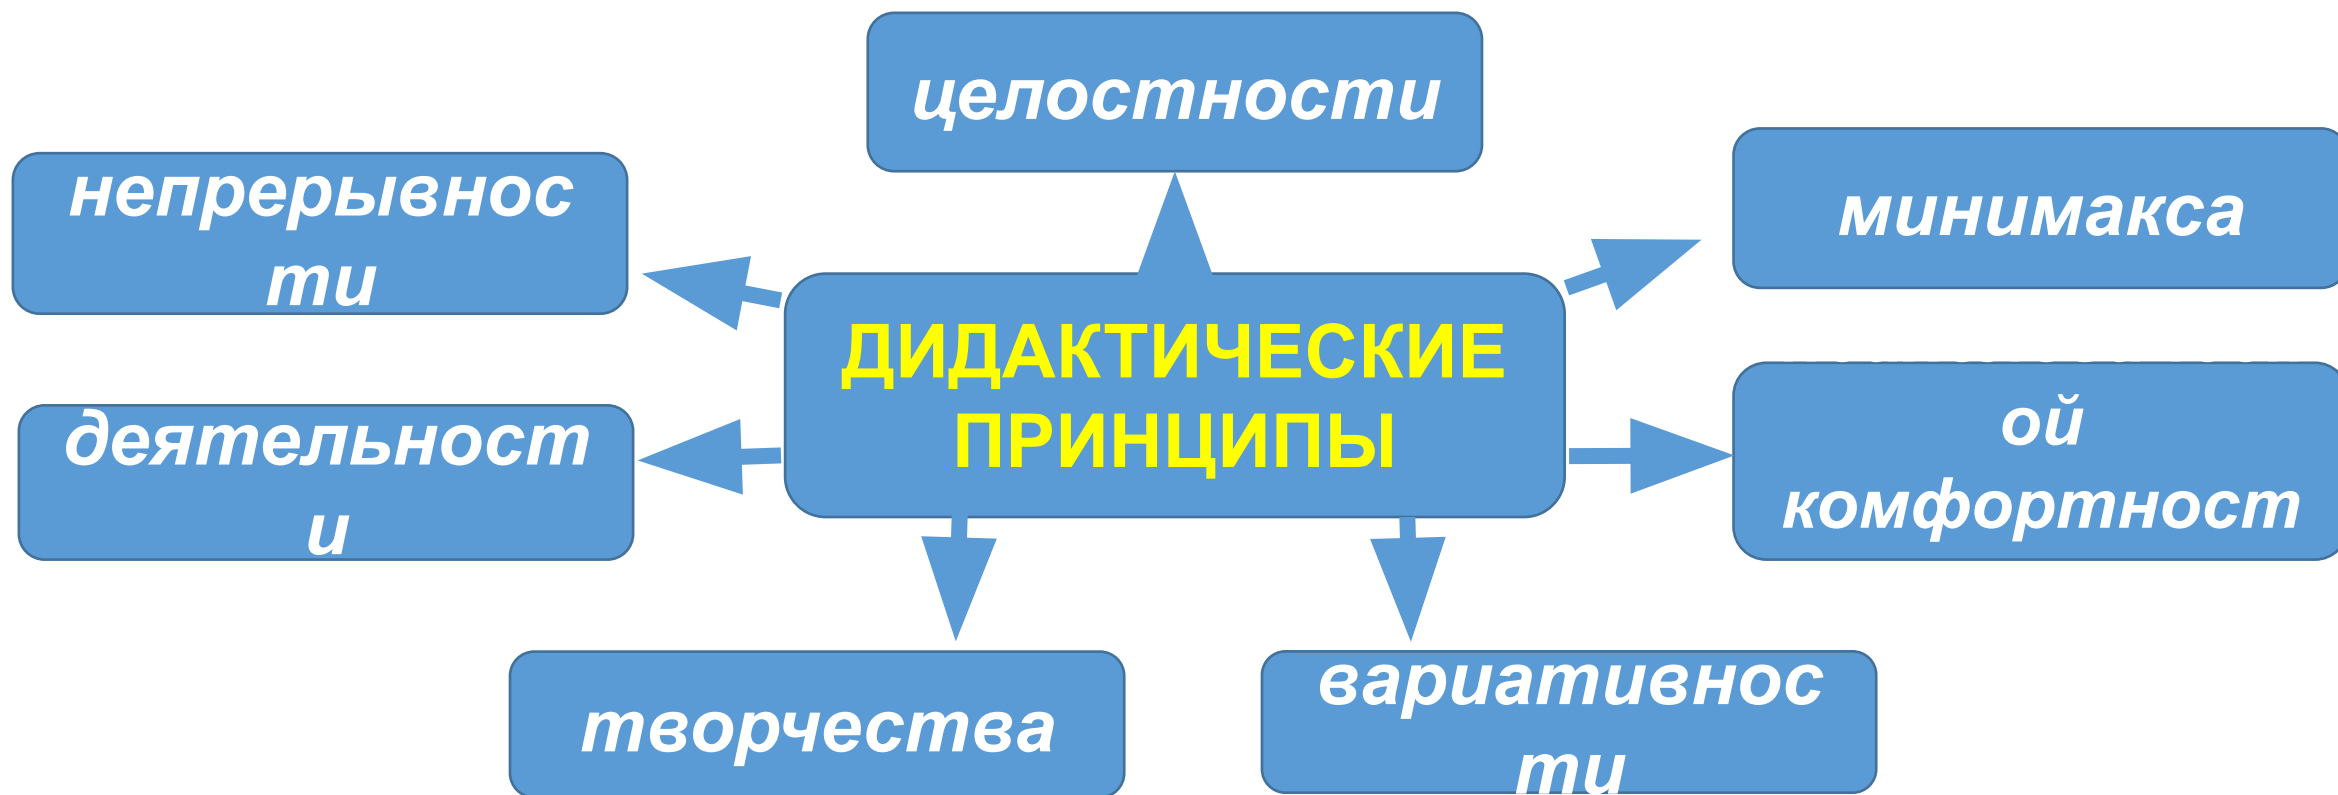 целостности
непрерывнос
ти
минимакса
ДИДАКТИЧЕСКИЕ
ПРИНЦИПЫ
деятельност
и
ой
комфортност
творчества
вариативнос
ти